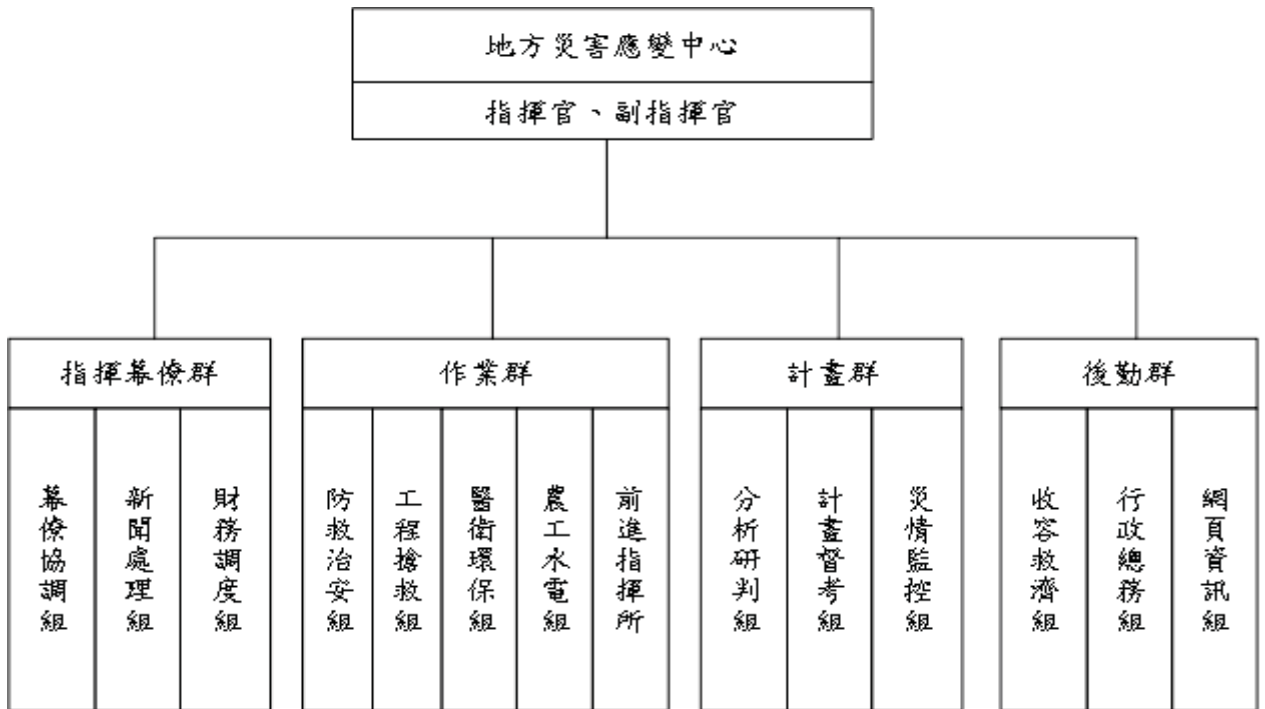 地方災害應變中心
指揮官、副指揮官
指揮幕僚群
幕僚協調組
新聞處理組
財務調度組
作業群
防救治安組
工程搶救組
醫衛環保組
農工水電組
前進指揮所
計畫群
分析研判組
計畫督考組
災情監控組
後勤群
收容救濟組
行政總務組
網頁資訊組